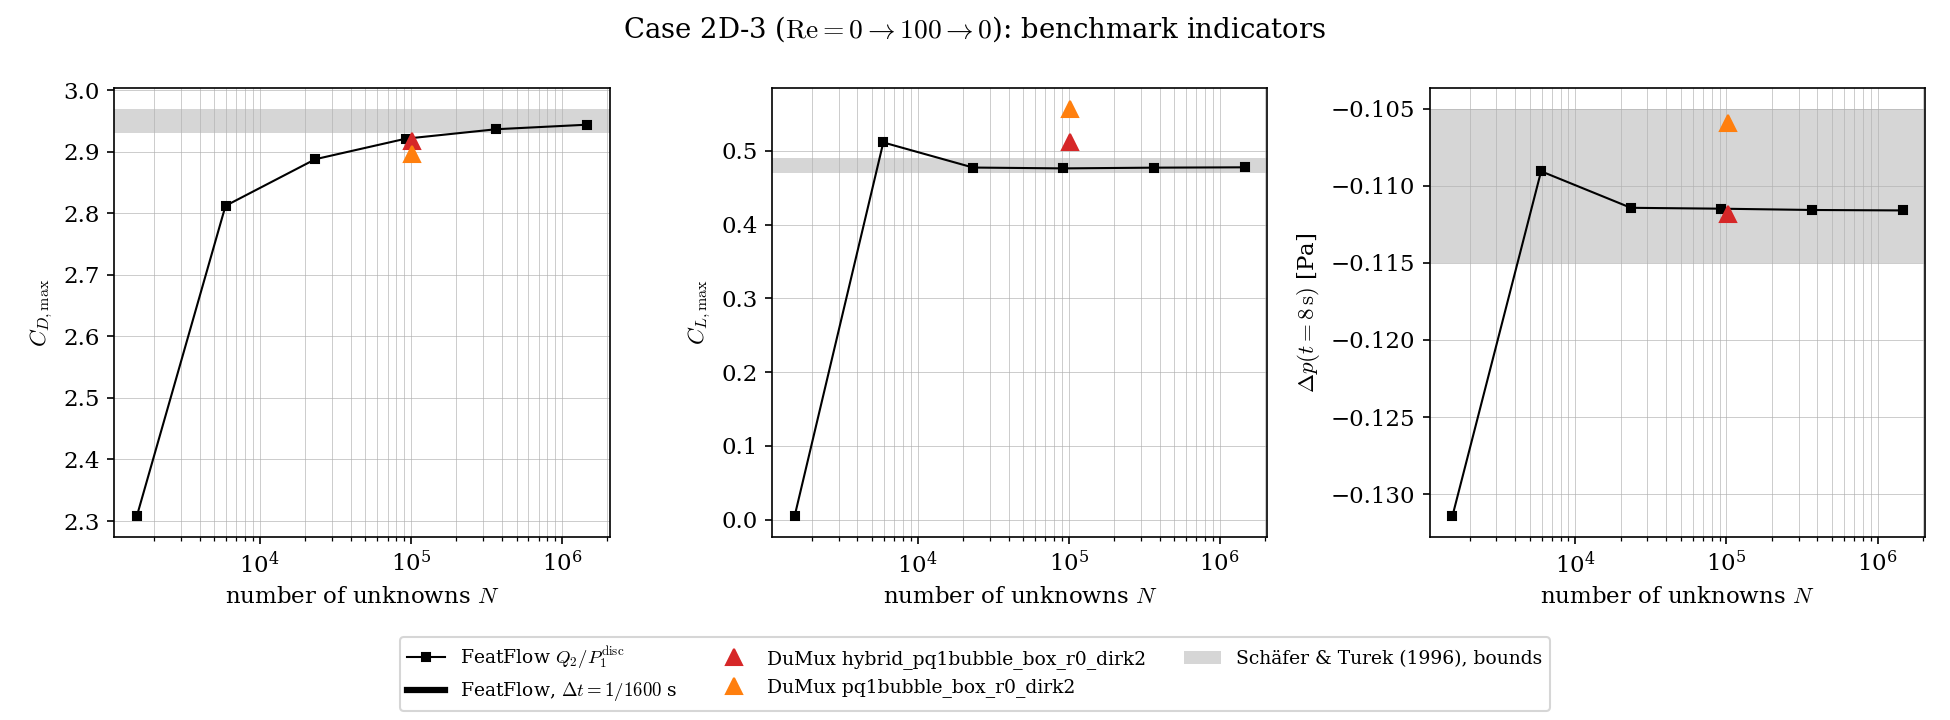 Case 2D-3 (Re = 0 → 100 → 0): benchmark indicators
3.0
2.9
2.8
2.7
2.6
2.5
2.4
2.3
C_{D,max}
10^4
10^5
10^6
number of unknowns N
0.5
0.4
0.3
0.2
0.1
0.0
C_{L,max}
10^4
10^5
10^6
number of unknowns N
−0.105
−0.110
−0.115
−0.120
−0.125
−0.130
Δp(t = 8 s) [Pa]
10^4
10^5
10^6
number of unknowns N
FeatFlow Q_2/P_1^{disc}
FeatFlow, Δt = 1/1600 s
DuMux hybrid_pq1bubble_box_r0_dirk2
DuMux pq1bubble_box_r0_dirk2
Schäfer & Turek (1996), bounds